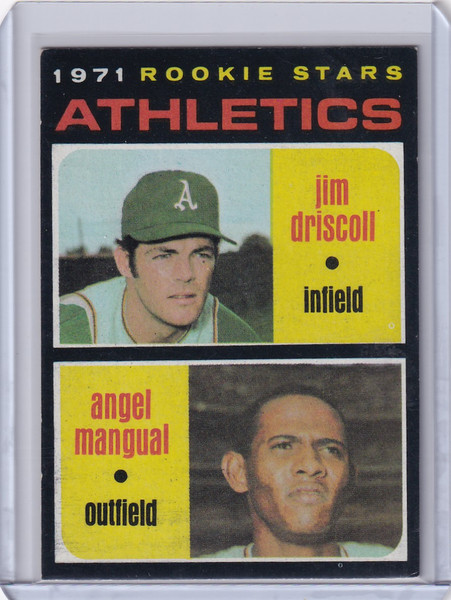 1971 ROOKIE STARS
ATHLETICS
A
jim
driscoll
infield
angel
mangual
outfield